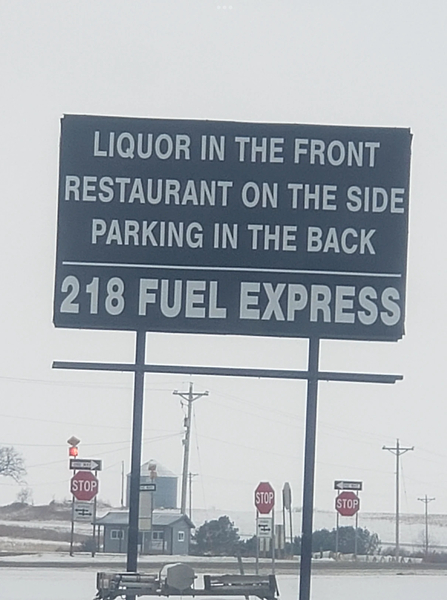 LIQUOR IN THE FRONT
RESTAURANT ON THE SIDE
PARKING IN THE BACK
218 FUEL EXPRESS
STOP
STOP
STOP